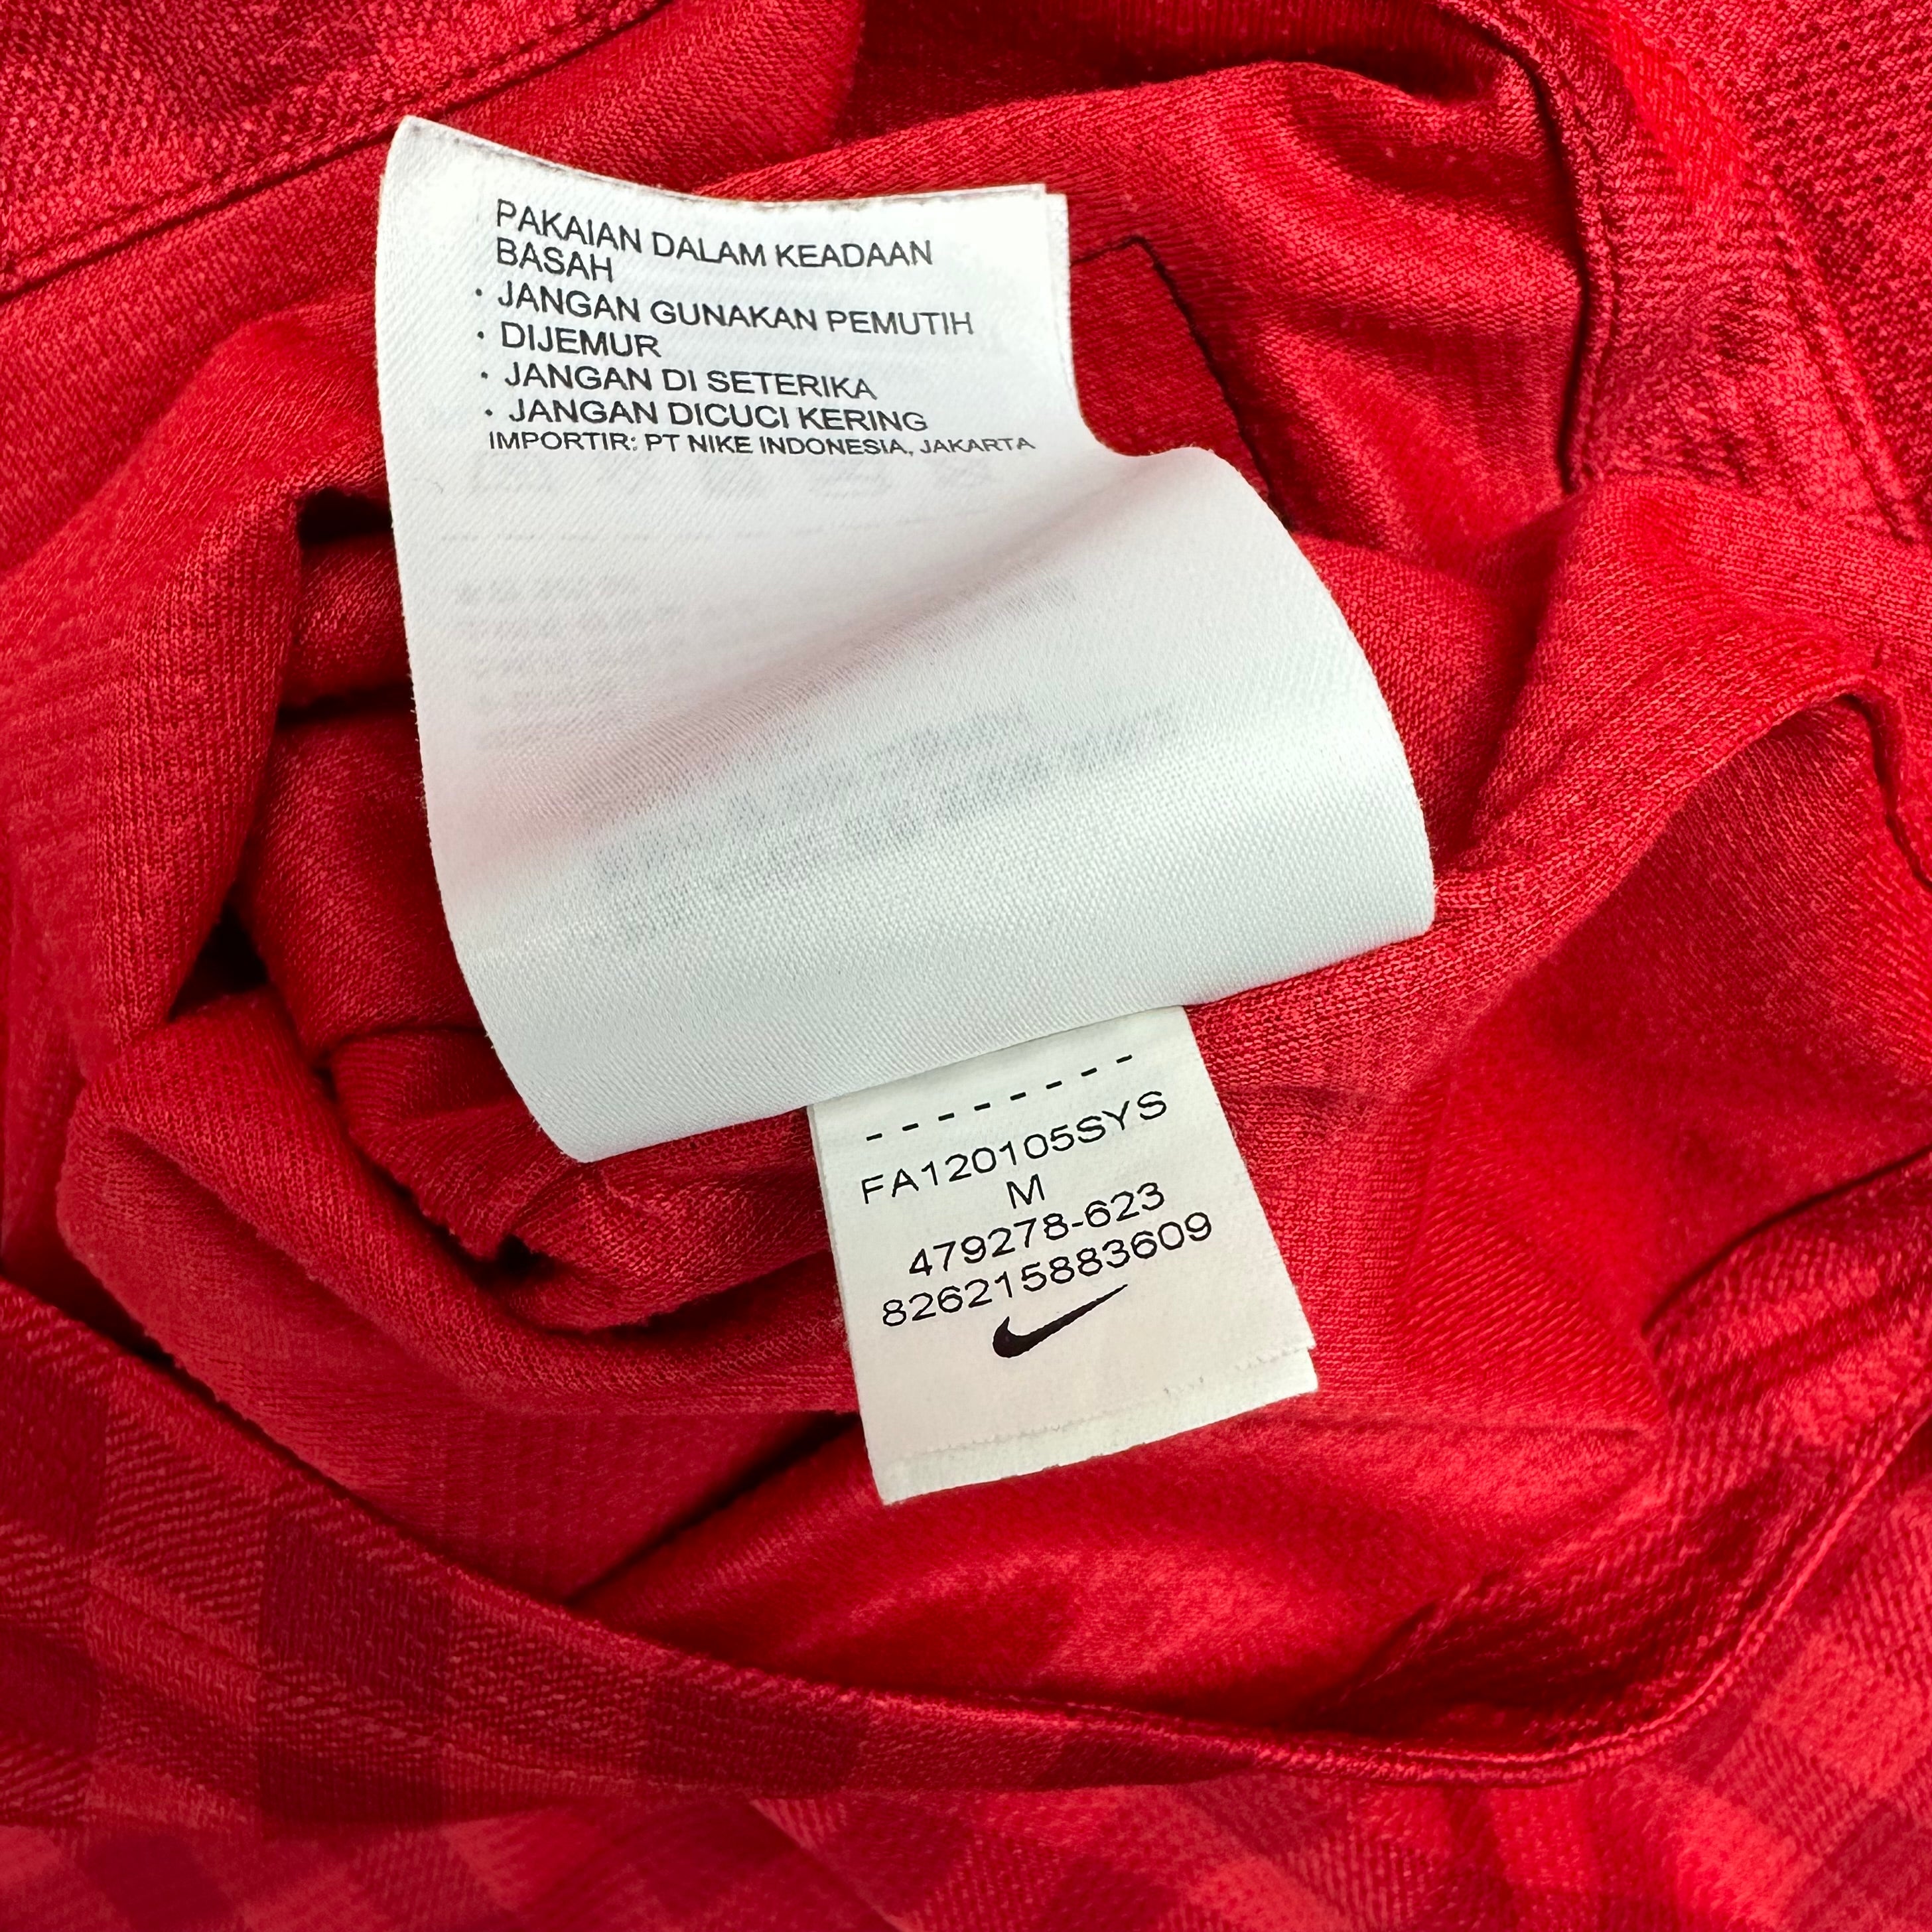 PAKAIAN DALAM KEADAAN
BASAH
· JANGAN GUNAKAN PEMUTIH
· DIJEMUR
· JANGAN DI SETERIKA
· JANGAN DICUCI KERING
IMPORTIR: PT NIKE INDONESIA, JAKARTA
- - - - - - - -
FA120105SYS
M
479278-623
826215883609